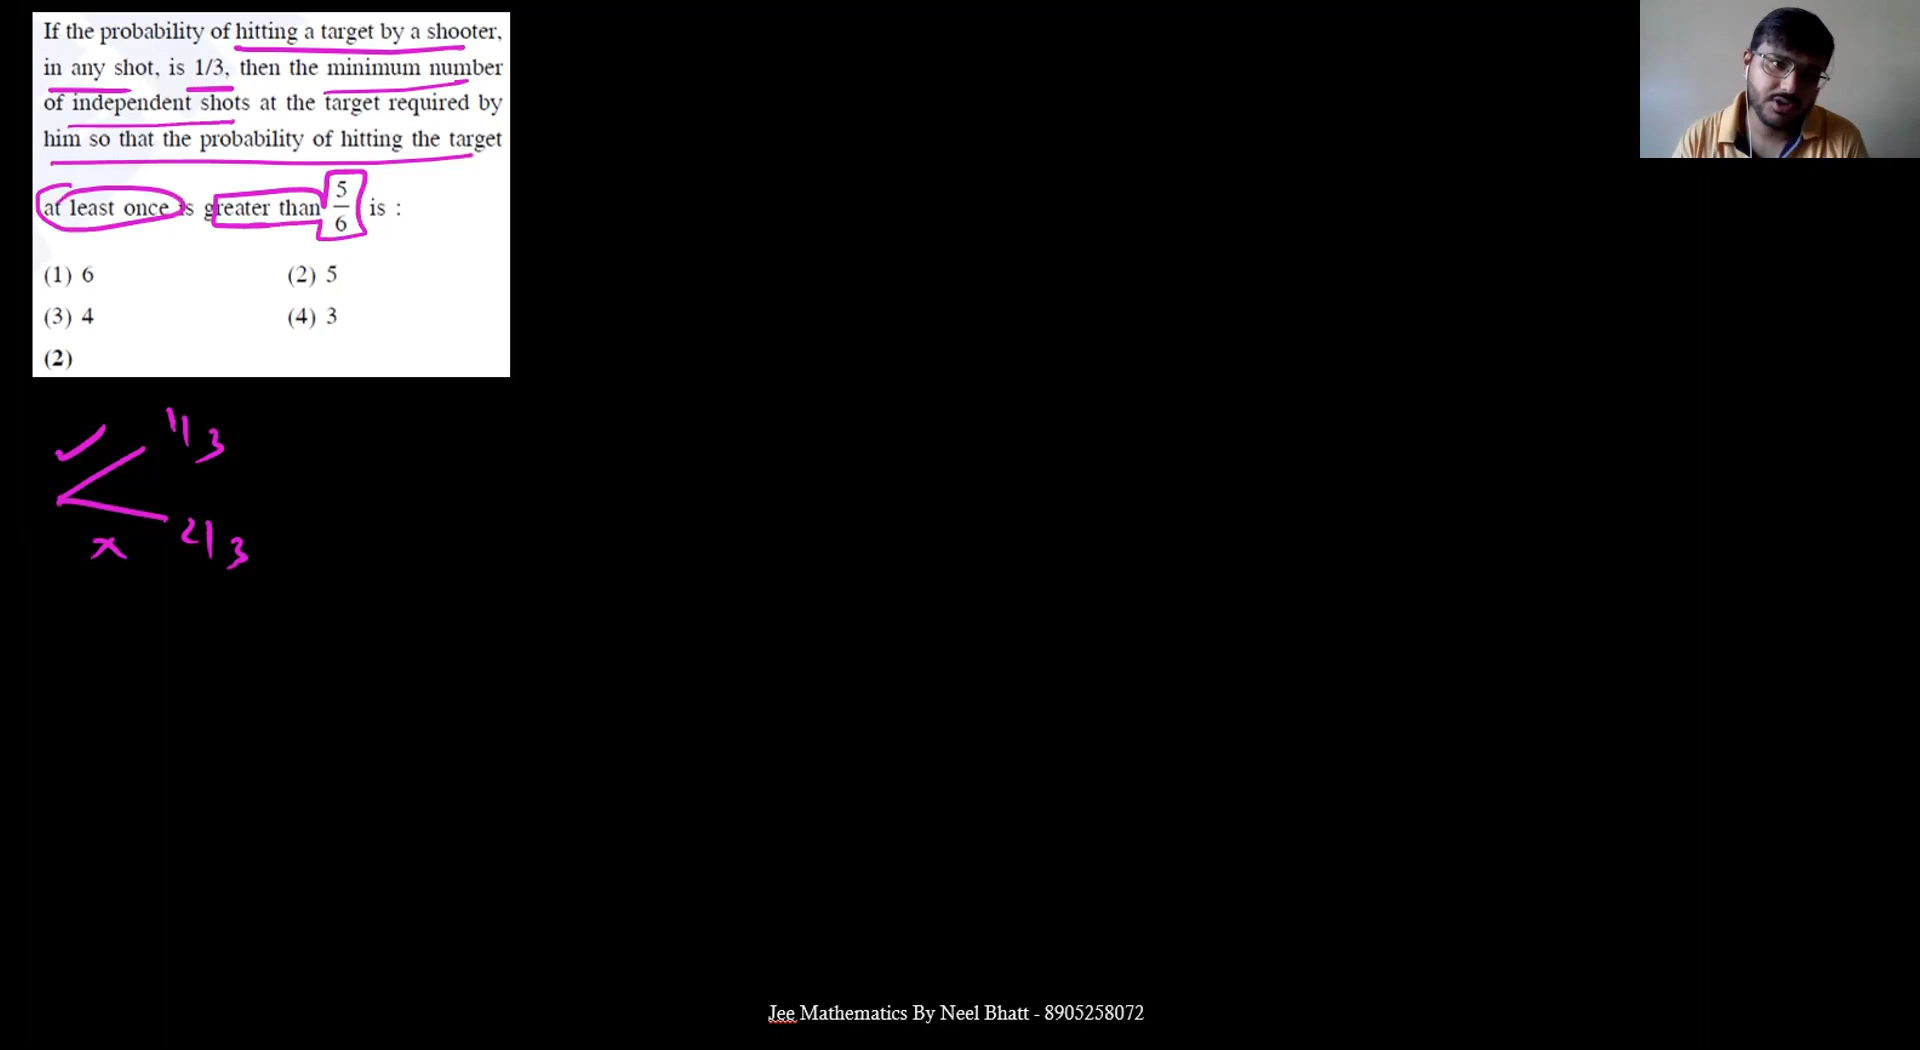 If the probability of hitting a target by a shooter,
in any shot, is 1/3, then the minimum number
of independent shots at the target required by
him so that the probability of hitting the target
at least once is greater than 5/6 is :
(1) 6 (2) 5
(3) 4 (4) 3
(2)
1/3
x 2/3
Jee Mathematics By Neel Bhatt - 8905258072